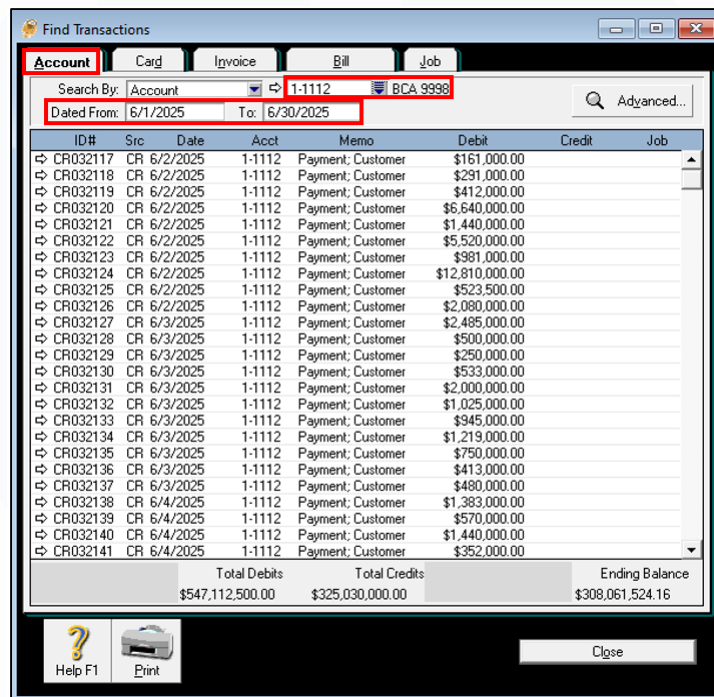 Find Transactions
Account Card Invoice Bill Job
Search By: Account 1-1112 BCA 9998
Advanced...
Dated From: 6/1/2025 To: 6/30/2025
ID# Src Date Acct Memo Debit Credit Job
CR032117 CR 6/2/2025 1-1112 Payment; Customer $161,000.00
CR032118 CR 6/2/2025 1-1112 Payment; Customer $291,000.00
CR032119 CR 6/2/2025 1-1112 Payment; Customer $412,000.00
CR032120 CR 6/2/2025 1-1112 Payment; Customer $6,640,000.00
CR032121 CR 6/2/2025 1-1112 Payment; Customer $1,440,000.00
CR032122 CR 6/2/2025 1-1112 Payment; Customer $5,520,000.00
CR032123 CR 6/2/2025 1-1112 Payment; Customer $981,000.00
CR032124 CR 6/2/2025 1-1112 Payment; Customer $12,810,000.00
CR032125 CR 6/2/2025 1-1112 Payment; Customer $523,500.00
CR032126 CR 6/2/2025 1-1112 Payment; Customer $2,080,000.00
CR032127 CR 6/3/2025 1-1112 Payment; Customer $2,485,000.00
CR032128 CR 6/3/2025 1-1112 Payment; Customer $500,000.00
CR032129 CR 6/3/2025 1-1112 Payment; Customer $250,000.00
CR032130 CR 6/3/2025 1-1112 Payment; Customer $533,000.00
CR032131 CR 6/3/2025 1-1112 Payment; Customer $2,000,000.00
CR032132 CR 6/3/2025 1-1112 Payment; Customer $1,025,000.00
CR032133 CR 6/3/2025 1-1112 Payment; Customer $945,000.00
CR032134 CR 6/3/2025 1-1112 Payment; Customer $1,219,000.00
CR032135 CR 6/3/2025 1-1112 Payment; Customer $750,000.00
CR032136 CR 6/3/2025 1-1112 Payment; Customer $413,000.00
CR032137 CR 6/3/2025 1-1112 Payment; Customer $480,000.00
CR032138 CR 6/4/2025 1-1112 Payment; Customer $1,383,000.00
CR032139 CR 6/4/2025 1-1112 Payment; Customer $570,000.00
CR032140 CR 6/4/2025 1-1112 Payment; Customer $1,440,000.00
CR032141 CR 6/4/2025 1-1112 Payment; Customer $352,000.00
Total Debits Total Credits Ending Balance
$547,112,500.00 $325,030,000.00 $308,061,524.16
Help F1 Print Close